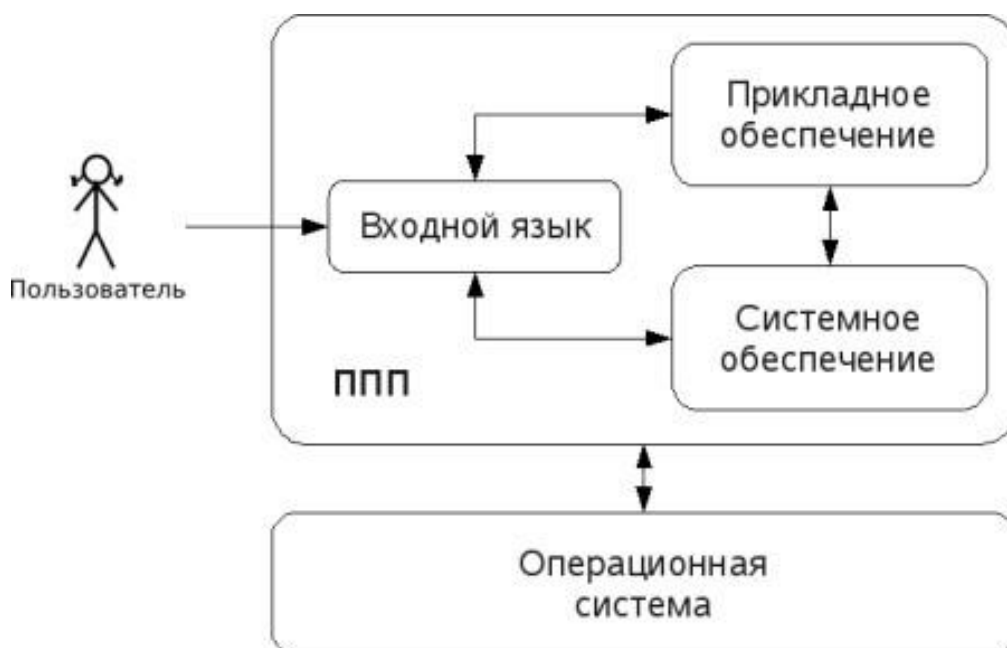 Прикладное
обеспечение
Входной язык
Пользователь
Системное
обеспечение
ППП
Операционная
система